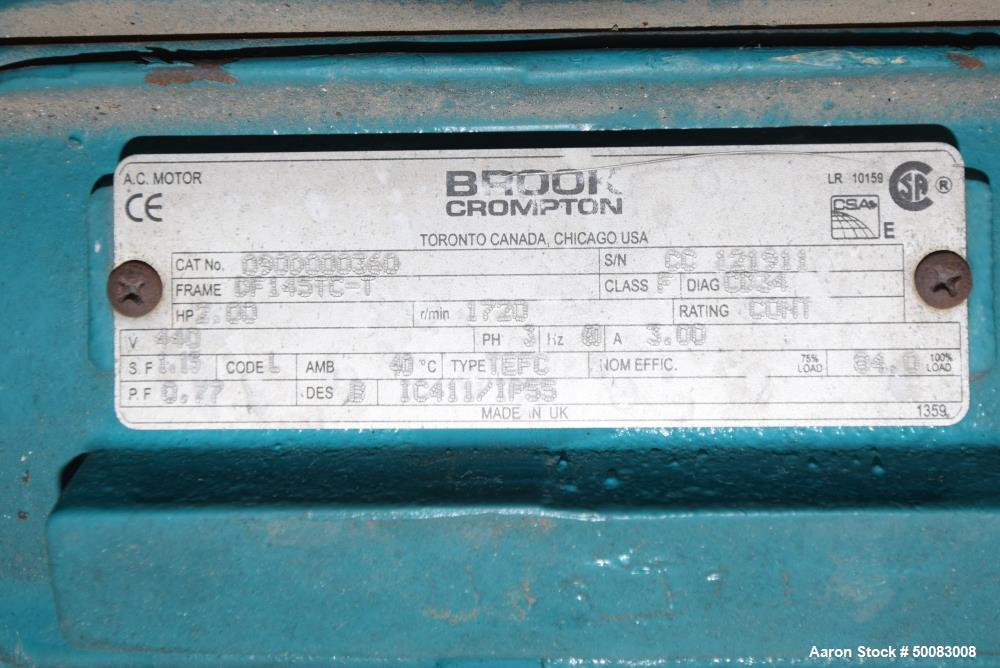 A.C. MOTOR
CE
BROOK
CROMPTON
LR 10159
CSA ®
CSA
E
TORONTO CANADA, CHICAGO USA
CAT No. 0900000360 S/N CC
FRAME DF145TC-T CLASS F DIAG CD24
HP 2.00 r/min 1720 RATING CONT
V 440 PH 3 Hz A 3.00
S.F 1.15 CODE L AMB 40 °C TYPE TEFC NOM EFFIC. 75% LOAD 84.0 100% LOAD
P.F 0.77 DES B IC411/IP55
MADE IN UK
1359
Aaron Stock # 50083008